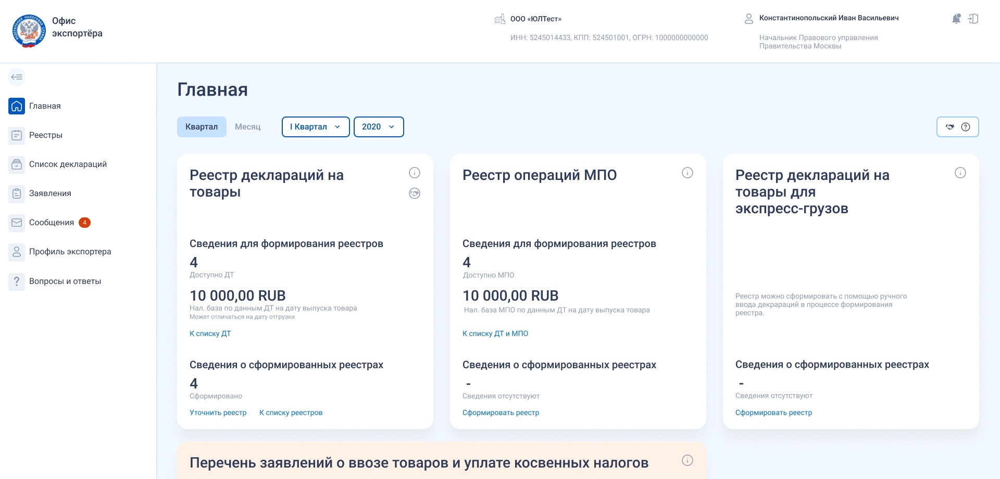 ФЕДЕРАЛЬНАЯ НАЛОГОВАЯ СЛУЖБА
Офис
экспортёра
ООО «ЮЛТест»
ИНН: 5245014433, КПП: 524501001, ОГРН: 1000000000000
Константинопольский Иван Васильевич
Начальник Правового управления
Правительства Москвы
Главная
Реестры
Список деклараций
Заявления
Сообщения 4
Профиль экспортера
Вопросы и ответы
Главная
Квартал Месяц I Квартал 2020
Реестр деклараций на
товары
Сведения для формирования реестров
4
Доступно ДТ
10 000,00 RUB
Нал. база по данным ДТ на дату выпуска товара
Может отличаться на дату отгрузки
К списку ДТ
Сведения о сформированных реестрах
4
Сформировано
Уточнить реестр К списку реестров
Реестр операций МПО
Сведения для формирования реестров
4
Доступно МПО
10 000,00 RUB
Нал. база МПО по данным ДТ на дату выпуска товара
К списку ДТ и МПО
Сведения о сформированных реестрах
-
Сведения отсутствуют
Сформировать реестр
Реестр деклараций на
товары для
экспресс-грузов
Реестр можно сформировать с помощью ручного
ввода декрараций в процессе формирования
реестра.
Сведения о сформированных реестрах
-
Сведения отсутствуют
Сформировать реестр
Перечень заявлений о ввозе товаров и уплате косвенных налогов